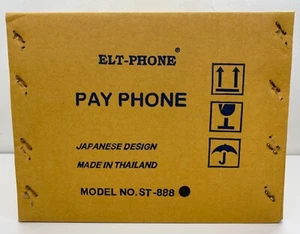 ELT-PHONE®
PAY PHONE
JAPANESE DESIGN
MADE IN THAILAND
MODEL NO. ST-888